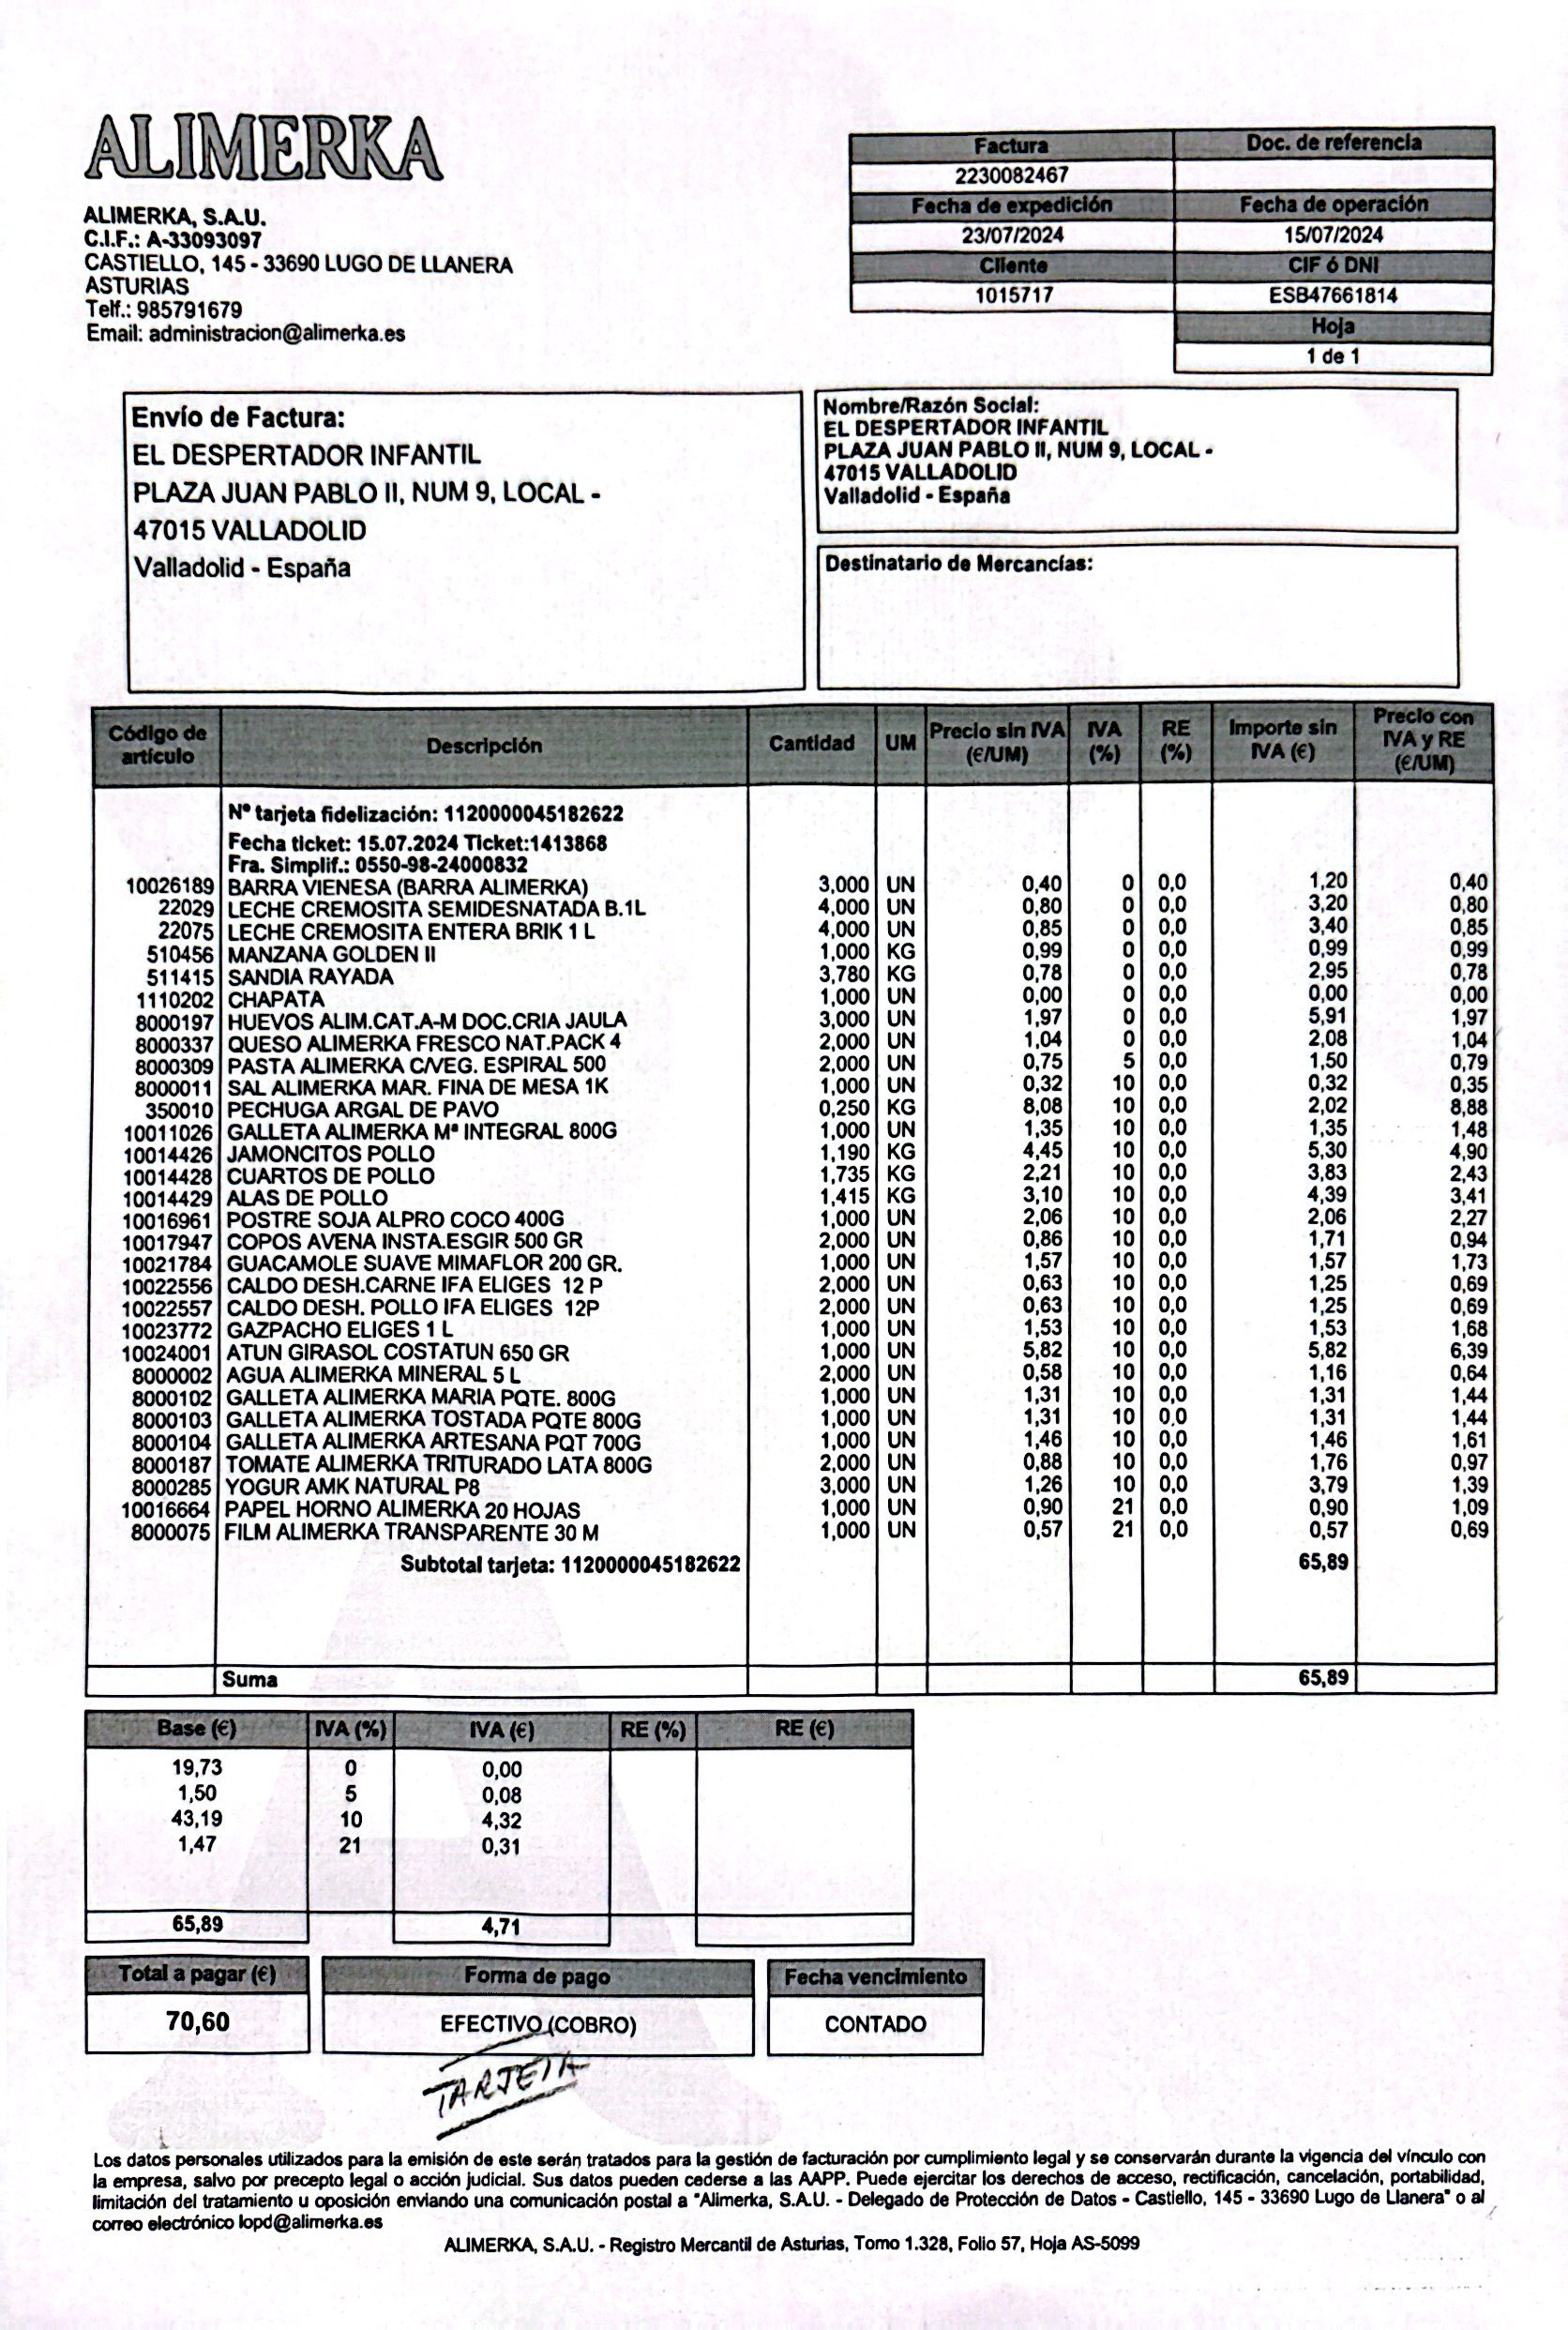 ALIMERKA
ALIMERKA, S.A.U.
C.I.F.: A-33093097
CASTIELLO, 145 - 33690 LUGO DE LLANERA
ASTURIAS
Telf.: 985791679
Email: administracion@alimerka.es
Factura Doc. de referencia
2230082467
Fecha de expedición Fecha de operación
23/07/2024 15/07/2024
Cliente CIF ó DNI
1015717 ESB47661814
Hoja
1 de 1
Envío de Factura:
EL DESPERTADOR INFANTIL
PLAZA JUAN PABLO II, NUM 9, LOCAL -
47015 VALLADOLID
Valladolid - España
Nombre/Razón Social:
EL DESPERTADOR INFANTIL
PLAZA JUAN PABLO II, NUM 9, LOCAL -
47015 VALLADOLID
Valladolid - España
Destinatario de Mercancías:
Código de artículo Descripción Cantidad UM Precio sin IVA (€/UM) IVA (%) RE (%) Importe sin IVA (€) Precio con IVA y RE (€/UM)
Nº tarjeta fidelización: 1120000045182622
Fecha ticket: 15.07.2024 Ticket:1413868
Fra. Simplif.: 0550-98-24000832
10026189 BARRA VIENESA (BARRA ALIMERKA) 3,000 UN 0,40 0 0,0 1,20 0,40
22029 LECHE CREMOSITA SEMIDESNATADA B.1L 4,000 UN 0,80 0 0,0 3,20 0,80
22075 LECHE CREMOSITA ENTERA BRIK 1 L 4,000 UN 0,85 0 0,0 3,40 0,85
510456 MANZANA GOLDEN II 1,000 KG 0,99 0 0,0 0,99 0,99
511415 SANDIA RAYADA 3,780 KG 0,78 0 0,0 2,95 0,78
1110202 CHAPATA 1,000 UN 0,00 0 0,0 0,00 0,00
8000197 HUEVOS ALIM.CAT.A-M DOC.CRIA JAULA 3,000 UN 1,97 0 0,0 5,91 1,97
8000337 QUESO ALIMERKA FRESCO NAT.PACK 4 2,000 UN 1,04 0 0,0 2,08 1,04
8000309 PASTA ALIMERKA C/VEG. ESPIRAL 500 2,000 UN 0,75 5 0,0 1,50 0,79
8000011 SAL ALIMERKA MAR. FINA DE MESA 1K 1,000 UN 0,32 10 0,0 0,32 0,35
350010 PECHUGA ARGAL DE PAVO 0,250 KG 8,08 10 0,0 2,02 8,88
10011026 GALLETA ALIMERKA Mª INTEGRAL 800G 1,000 UN 1,35 10 0,0 1,35 1,48
10014426 JAMONCITOS POLLO 1,190 KG 4,45 10 0,0 5,30 4,90
10014428 CUARTOS DE POLLO 1,735 KG 2,21 10 0,0 3,83 2,43
10014429 ALAS DE POLLO 1,415 KG 3,10 10 0,0 4,39 3,41
10016961 POSTRE SOJA ALPRO COCO 400G 1,000 UN 2,06 10 0,0 2,06 2,27
10017947 COPOS AVENA INSTA.ESGIR 500 GR 2,000 UN 0,86 10 0,0 1,71 0,94
10021784 GUACAMOLE SUAVE MIMAFLOR 200 GR. 1,000 UN 1,57 10 0,0 1,57 1,73
10022556 CALDO DESH.CARNE IFA ELIGES 12 P 2,000 UN 0,63 10 0,0 1,25 0,69
10022557 CALDO DESH. POLLO IFA ELIGES 12P 2,000 UN 0,63 10 0,0 1,25 0,69
10023772 GAZPACHO ELIGES 1 L 1,000 UN 1,53 10 0,0 1,53 1,68
10024001 ATUN GIRASOL COSTATUN 650 GR 1,000 UN 5,82 10 0,0 5,82 6,39
8000002 AGUA ALIMERKA MINERAL 5 L 2,000 UN 0,58 10 0,0 1,16 0,64
8000102 GALLETA ALIMERKA MARIA PQTE. 800G 1,000 UN 1,31 10 0,0 1,31 1,44
8000103 GALLETA ALIMERKA TOSTADA PQTE 800G 1,000 UN 1,31 10 0,0 1,31 1,44
8000104 GALLETA ALIMERKA ARTESANA PQT 700G 1,000 UN 1,46 10 0,0 1,46 1,61
8000187 TOMATE ALIMERKA TRITURADO LATA 800G 2,000 UN 0,88 10 0,0 1,76 0,97
8000285 YOGUR AMK NATURAL P8 3,000 UN 1,26 10 0,0 3,79 1,39
10016664 PAPEL HORNO ALIMERKA 20 HOJAS 1,000 UN 0,90 21 0,0 0,90 1,09
8000075 FILM ALIMERKA TRANSPARENTE 30 M 1,000 UN 0,57 21 0,0 0,57 0,69
Subtotal tarjeta: 1120000045182622 65,89
Suma 65,89
Base (€) IVA (%) IVA (€) RE (%) RE (€)
19,73 0 0,00
1,50 5 0,08
43,19 10 4,32
1,47 21 0,31
65,89 4,71
Total a pagar (€) Forma de pago Fecha vencimiento
70,60 EFECTIVO (COBRO) CONTADO
TARJETA
Los datos personales utilizados para la emisión de este serán tratados para la gestión de facturación por cumplimiento legal y se conservarán durante la vigencia del vínculo con
la empresa, salvo por precepto legal o acción judicial. Sus datos pueden cederse a las AAPP. Puede ejercitar los derechos de acceso, rectificación, cancelación, portabilidad,
limitación del tratamiento u oposición enviando una comunicación postal a "Alimerka, S.A.U. - Delegado de Protección de Datos - Castiello, 145 - 33690 Lugo de Llanera" o al
correo electrónico lopd@alimerka.es
ALIMERKA, S.A.U. - Registro Mercantil de Asturias, Tomo 1.328, Folio 57, Hoja AS-5099